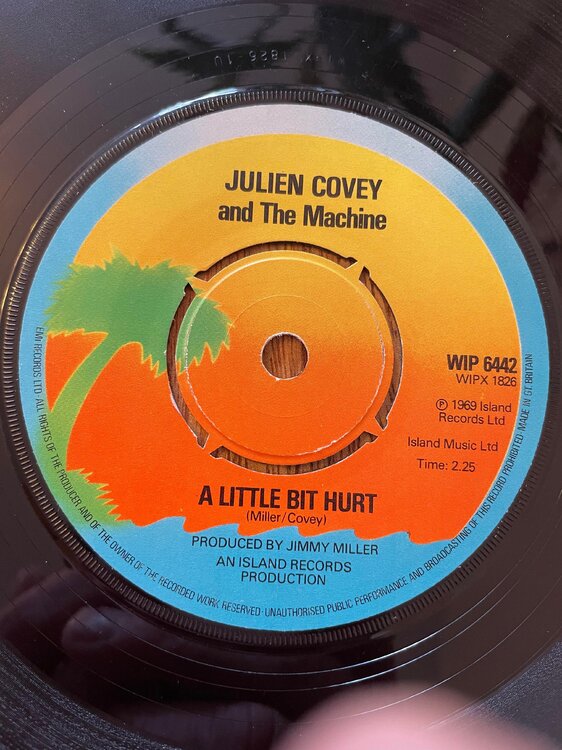 JULIEN COVEY
and The Machine
WIP 6442
WIPX 1826
℗ 1969 Island
Records Ltd
Island Music Ltd
Time: 2.25
A LITTLE BIT HURT
(Miller/Covey)
PRODUCED BY JIMMY MILLER
AN ISLAND RECORDS
PRODUCTION
EMI RECORDS LTD·ALL RIGHTS OF THE PRODUCER AND OF THE OWNER OF THE RECORDED WORK RESERVED·UNAUTHORISED PUBLIC PERFORMANCE AND BROADCASTING OF THIS RECORD PROHIBITED·MADE IN GT. BRITAIN